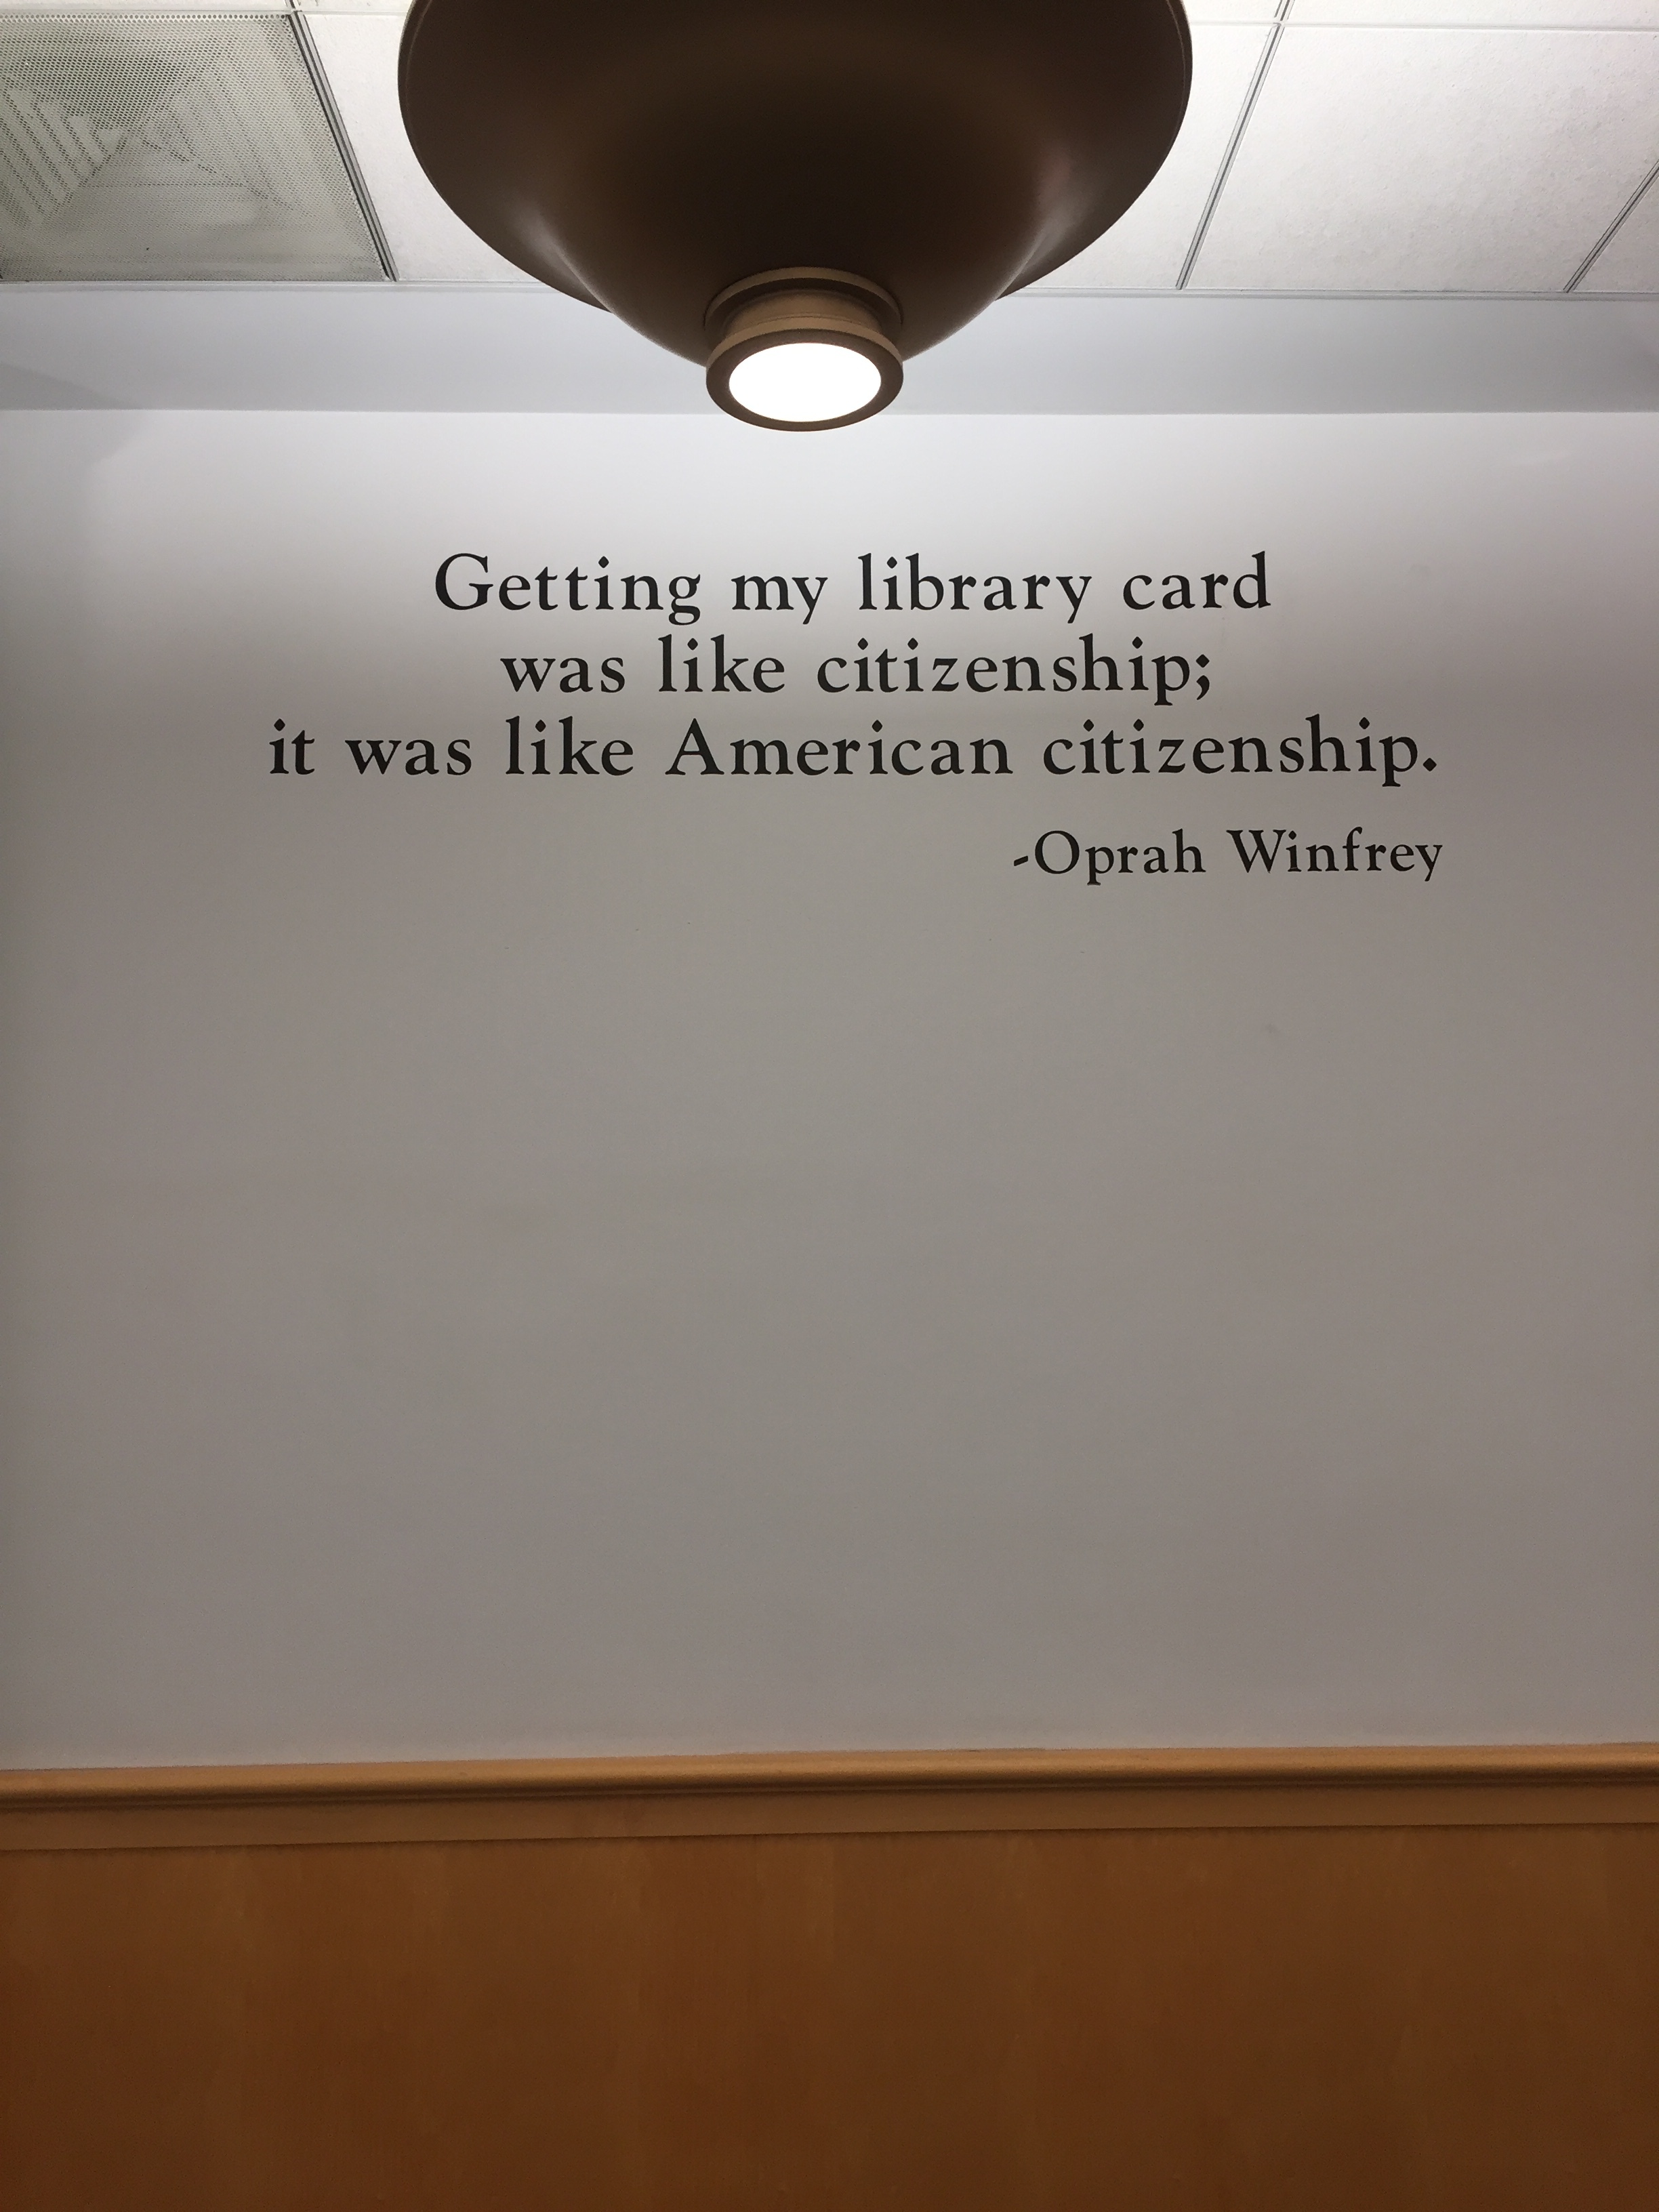 Getting my library card
was like citizenship;
it was like American citizenship.
-Oprah Winfrey